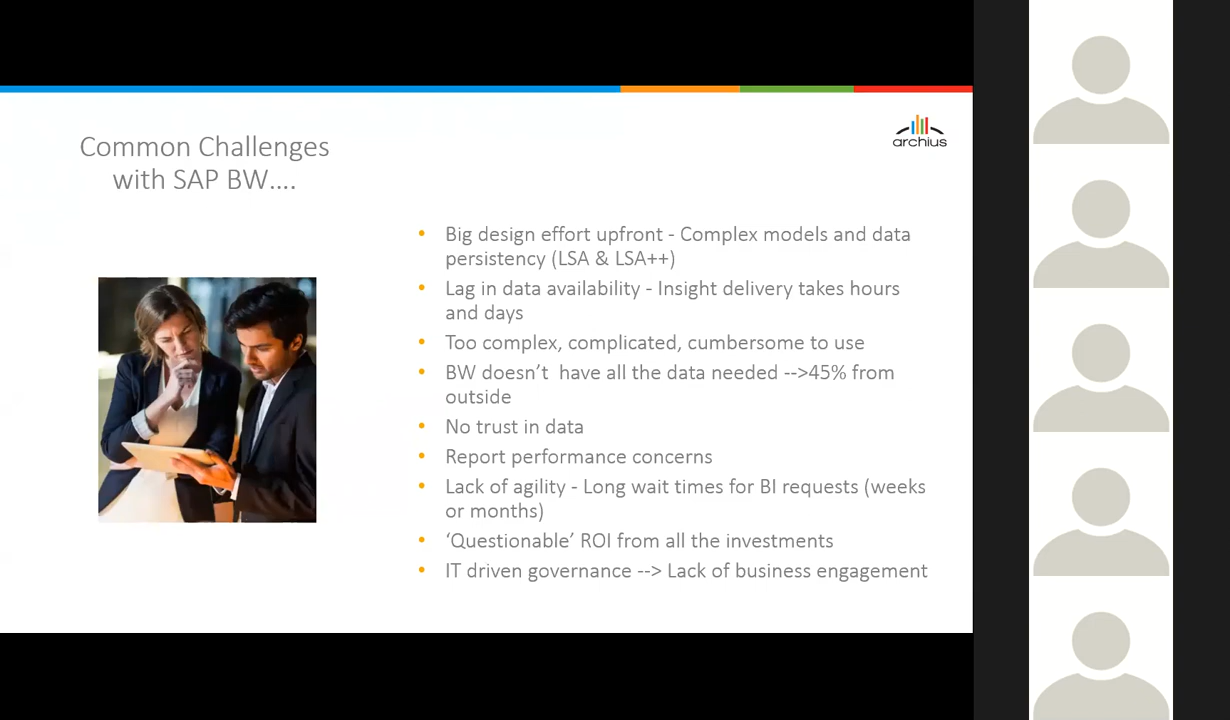 Common Challenges
with SAP BW....
archius
• Big design effort upfront - Complex models and data
persistency (LSA & LSA++)
• Lag in data availability - Insight delivery takes hours
and days
• Too complex, complicated, cumbersome to use
• BW doesn’t  have all the data needed -->45% from
outside
• No trust in data
• Report performance concerns
• Lack of agility - Long wait times for BI requests (weeks
or months)
• ‘Questionable’ ROI from all the investments
• IT driven governance --> Lack of business engagement